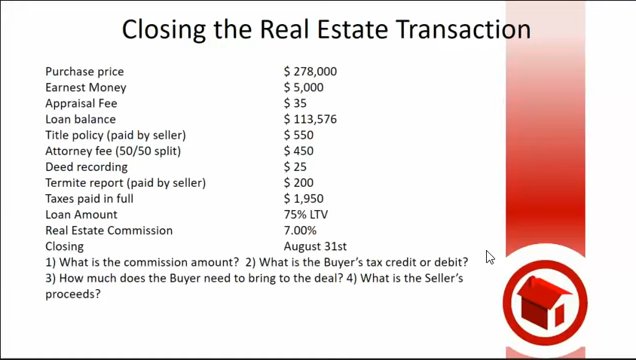 Closing the Real Estate Transaction
Purchase price $ 278,000
Earnest Money $ 5,000
Appraisal Fee $ 35
Loan balance $ 113,576
Title policy (paid by seller) $ 550
Attorney fee (50/50 split) $ 450
Deed recording $ 25
Termite report (paid by seller) $ 200
Taxes paid in full $ 1,950
Loan Amount 75% LTV
Real Estate Commission 7.00%
Closing August 31st
1) What is the commission amount? 2) What is the Buyer's tax credit or debit?
3) How much does the Buyer need to bring to the deal? 4) What is the Seller's
proceeds?